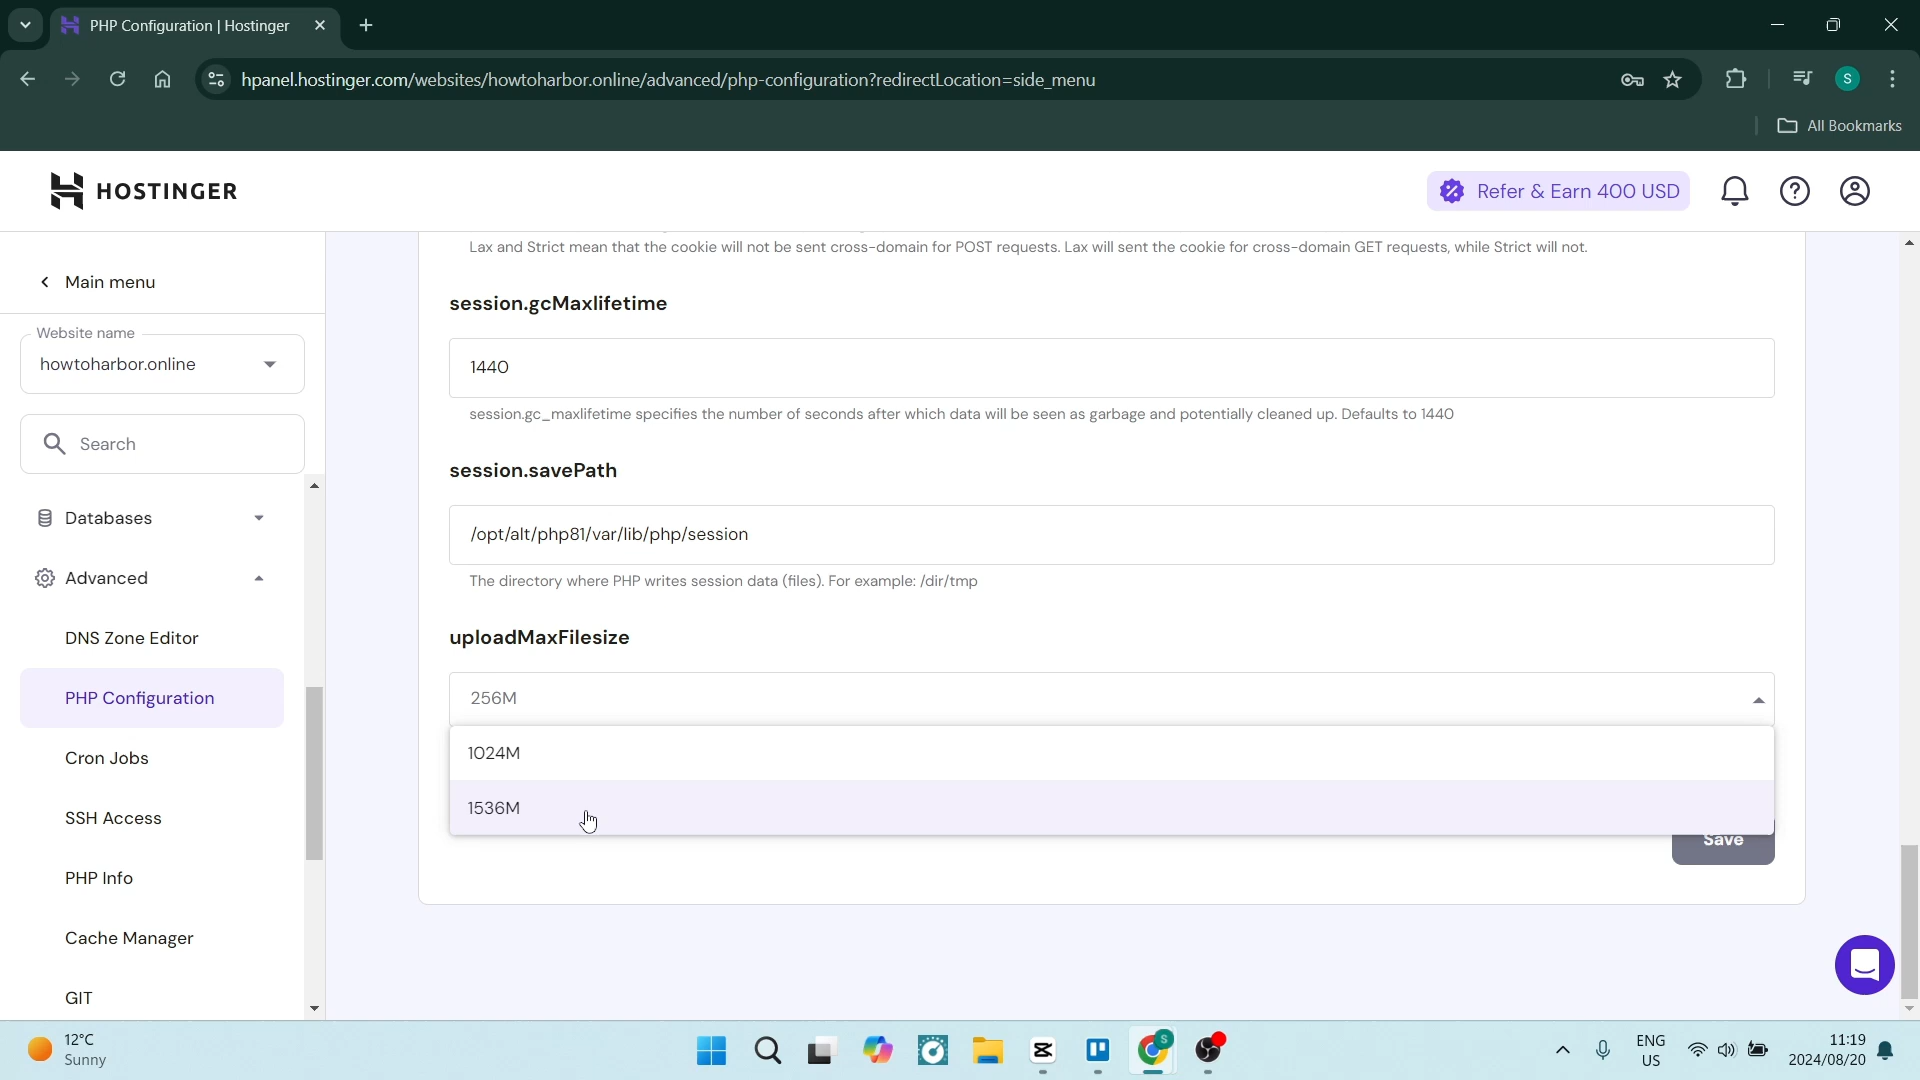 PHP Configuration | Hostinger
hpanel.hostinger.com/websites/howtoharbor.online/advanced/php-configuration?redirectLocation=side_menu
S
All Bookmarks
HOSTINGER
Refer & Earn 400 USD
Main menu
Website name
howtoharbor.online
Search
Databases
Advanced
DNS Zone Editor
PHP Configuration
Cron Jobs
SSH Access
PHP Info
Cache Manager
GIT
Lax and Strict mean that the cookie will not be sent cross-domain for POST requests. Lax will sent the cookie for cross-domain GET requests, while Strict will not.
session.gcMaxlifetime
1440
session.gc_maxlifetime specifies the number of seconds after which data will be seen as garbage and potentially cleaned up. Defaults to 1440
session.savePath
/opt/alt/php81/var/lib/php/session
The directory where PHP writes session data (files). For example: /dir/tmp
uploadMaxFilesize
256M
1024M
1536M
Save
12°C
Sunny
S
ENG
US
11:19
2024/08/20